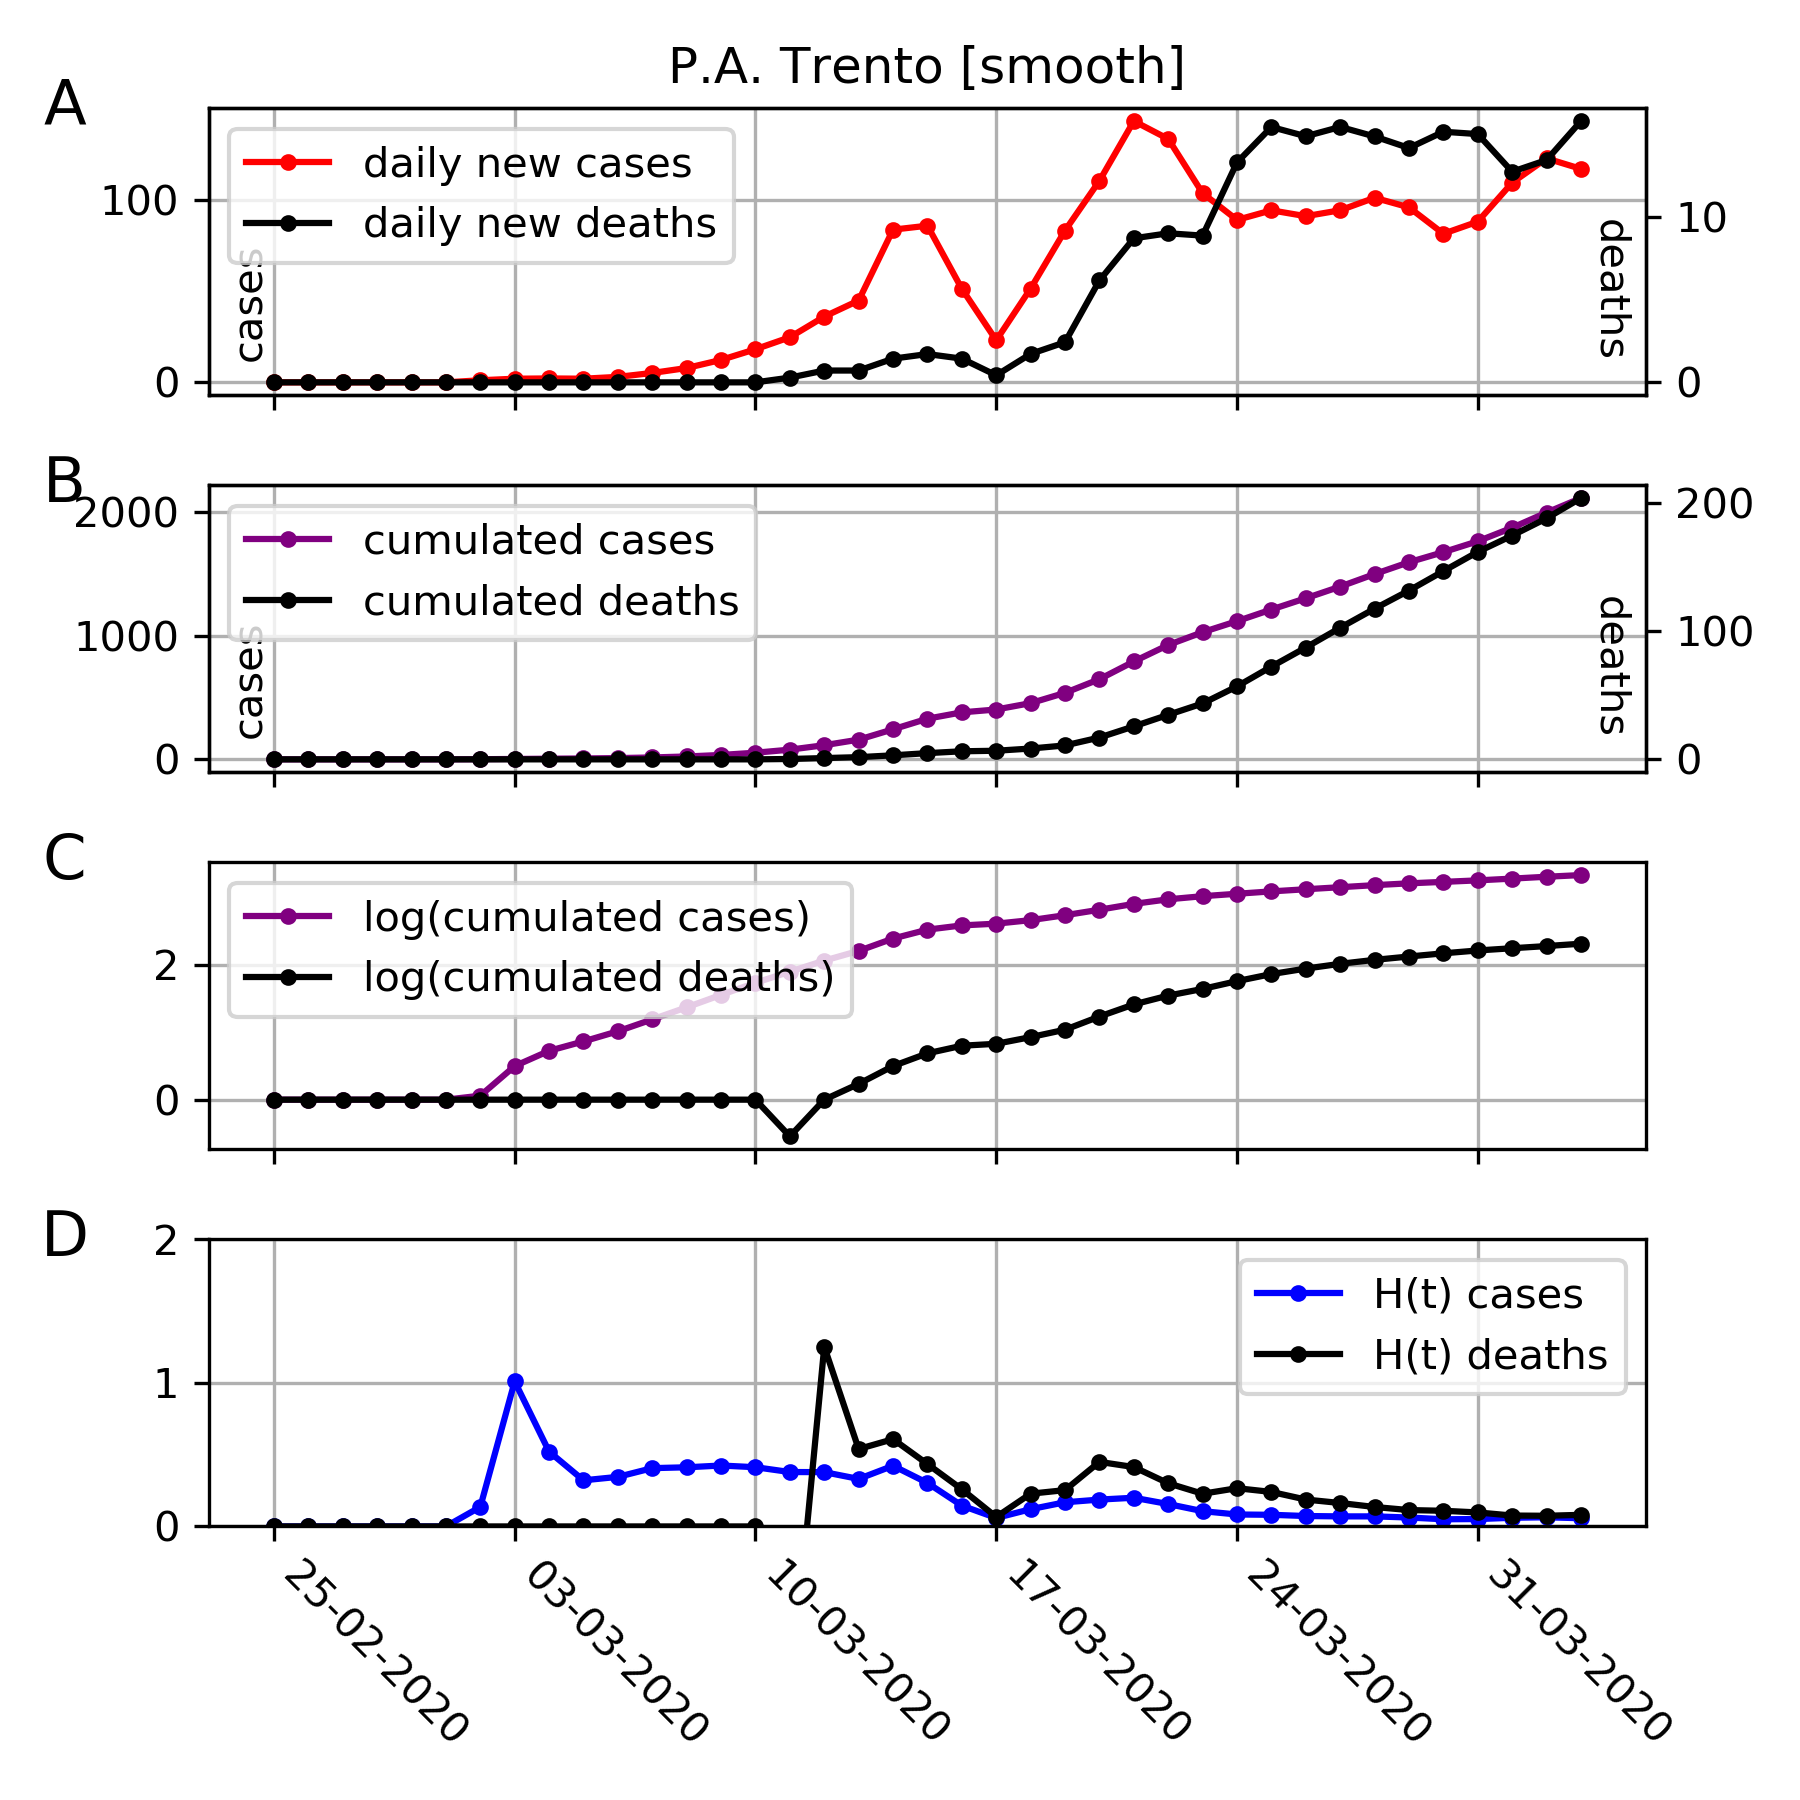 P.A. Trento [smooth]
A
daily new cases
daily new deaths
100
0
cases
10
0
deaths
B
cumulated cases
cumulated deaths
2000
1000
0
cases
200
100
0
deaths
C
log(cumulated cases)
log(cumulated deaths)
2
0
D
H(t) cases
H(t) deaths
2
1
0
25-02-2020
03-03-2020
10-03-2020
17-03-2020
24-03-2020
31-03-2020